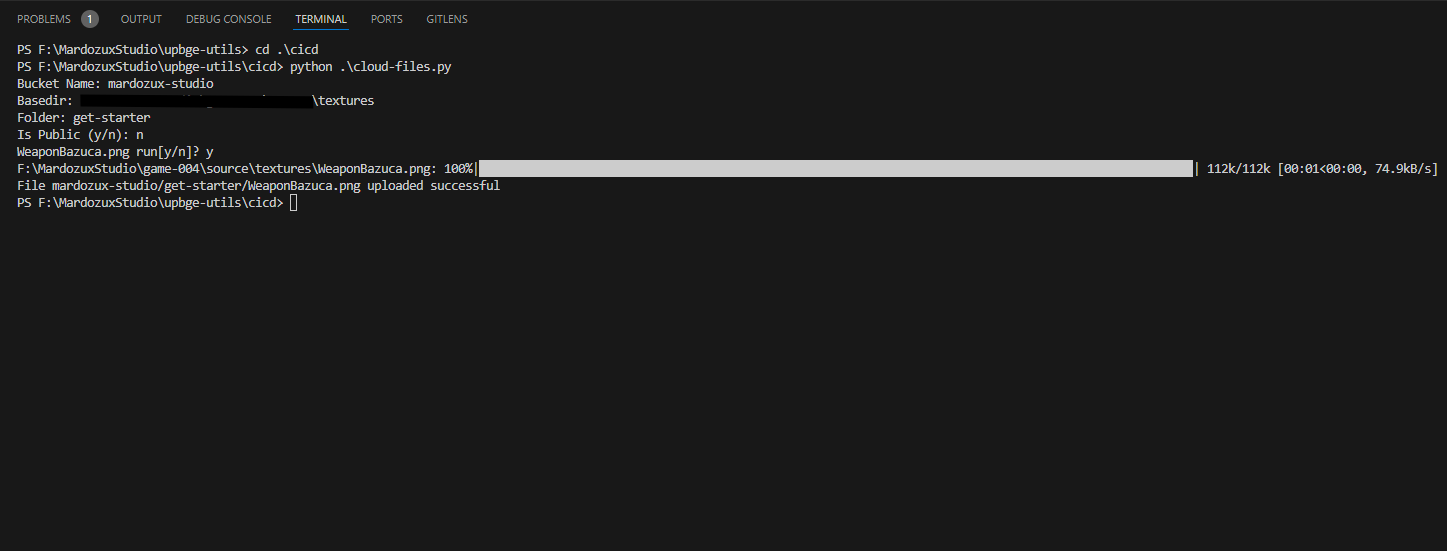 PROBLEMS 1 OUTPUT DEBUG CONSOLE TERMINAL PORTS GITLENS
PS F:\MardozuxStudio\upbge-utils> cd .\cicd
PS F:\MardozuxStudio\upbge-utils\cicd> python .\cloud-files.py
Bucket Name: mardozux-studio
Basedir: \textures
Folder: get-starter
Is Public (y/n): n
WeaponBazuca.png run[y/n]? y
F:\MardozuxStudio\game-004\source\textures\WeaponBazuca.png: 100%| | 112k/112k [00:01<00:00, 74.9kB/s]
File mardozux-studio/get-starter/WeaponBazuca.png uploaded successful
PS F:\MardozuxStudio\upbge-utils\cicd>